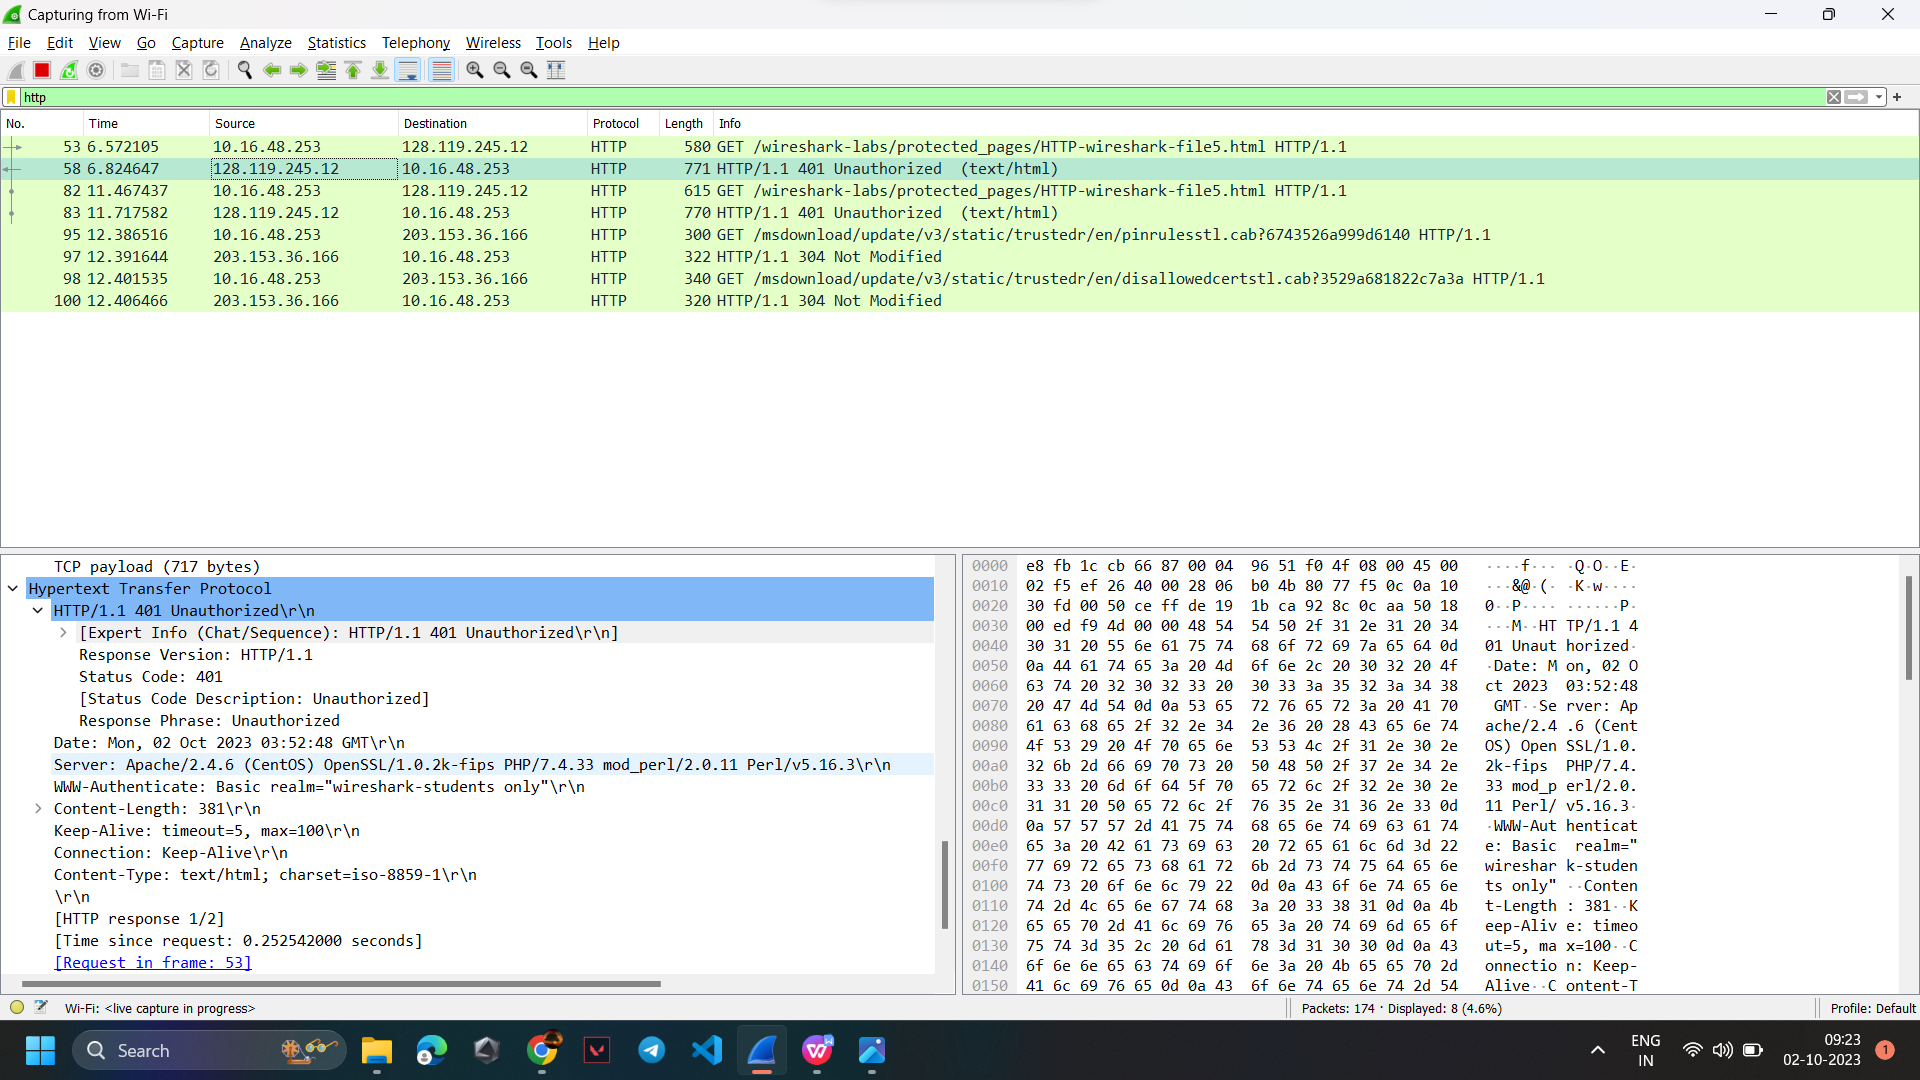 Capturing from Wi-Fi
File Edit View Go Capture Analyze Statistics Telephony Wireless Tools Help
http
No. Time Source Destination Protocol Length Info
53 6.572105 10.16.48.253 128.119.245.12 HTTP 580 GET /wireshark-labs/protected_pages/HTTP-wireshark-file5.html HTTP/1.1
58 6.824647 128.119.245.12 10.16.48.253 HTTP 771 HTTP/1.1 401 Unauthorized (text/html)
82 11.467437 10.16.48.253 128.119.245.12 HTTP 615 GET /wireshark-labs/protected_pages/HTTP-wireshark-file5.html HTTP/1.1
83 11.717582 128.119.245.12 10.16.48.253 HTTP 770 HTTP/1.1 401 Unauthorized (text/html)
95 12.386516 10.16.48.253 203.153.36.166 HTTP 300 GET /msdownload/update/v3/static/trustedr/en/pinrulesstl.cab?6743526a999d6140 HTTP/1.1
97 12.391644 203.153.36.166 10.16.48.253 HTTP 322 HTTP/1.1 304 Not Modified
98 12.401535 10.16.48.253 203.153.36.166 HTTP 340 GET /msdownload/update/v3/static/trustedr/en/disallowedcertstl.cab?3529a681822c7a3a HTTP/1.1
100 12.406466 203.153.36.166 10.16.48.253 HTTP 320 HTTP/1.1 304 Not Modified
TCP payload (717 bytes)
Hypertext Transfer Protocol
HTTP/1.1 401 Unauthorized\r\n
[Expert Info (Chat/Sequence): HTTP/1.1 401 Unauthorized\r\n]
Response Version: HTTP/1.1
Status Code: 401
[Status Code Description: Unauthorized]
Response Phrase: Unauthorized
Date: Mon, 02 Oct 2023 03:52:48 GMT\r\n
Server: Apache/2.4.6 (CentOS) OpenSSL/1.0.2k-fips PHP/7.4.33 mod_perl/2.0.11 Perl/v5.16.3\r\n
WWW-Authenticate: Basic realm="wireshark-students only"\r\n
Content-Length: 381\r\n
Keep-Alive: timeout=5, max=100\r\n
Connection: Keep-Alive\r\n
Content-Type: text/html; charset=iso-8859-1\r\n
\r\n
[HTTP response 1/2]
[Time since request: 0.252542000 seconds]
[Request in frame: 53]
0000 e8 fb 1c cb 66 87 00 04 96 51 f0 4f 08 00 45 00 ····f··· ·Q·O··E·
0010 02 f5 ef 26 40 00 28 06 b0 4b 80 77 f5 0c 0a 10 ···&@·(· ·K·w····
0020 30 fd 00 50 ce ff de 19 1b ca 92 8c 0c aa 50 18 0··P···· ······P·
0030 00 ed f9 4d 00 00 48 54 54 50 2f 31 2e 31 20 34 ···M··HT TP/1.1 4
0040 30 31 20 55 6e 61 75 74 68 6f 72 69 7a 65 64 0d 01 Unaut horized·
0050 0a 44 61 74 65 3a 20 4d 6f 6e 2c 20 30 32 20 4f ·Date: M on, 02 O
0060 63 74 20 32 30 32 33 20 30 33 3a 35 32 3a 34 38 ct 2023 03:52:48
0070 20 47 4d 54 0d 0a 53 65 72 76 65 72 3a 20 41 70 GMT··Se rver: Ap
0080 61 63 68 65 2f 32 2e 34 2e 36 20 28 43 65 6e 74 ache/2.4 .6 (Cent
0090 4f 53 29 20 4f 70 65 6e 53 53 4c 2f 31 2e 30 2e OS) Open SSL/1.0.
00a0 32 6b 2d 66 69 70 73 20 50 48 50 2f 37 2e 34 2e 2k-fips PHP/7.4.
00b0 33 33 20 6d 6f 64 5f 70 65 72 6c 2f 32 2e 30 2e 33 mod_p erl/2.0.
00c0 31 31 20 50 65 72 6c 2f 76 35 2e 31 36 2e 33 0d 11 Perl/ v5.16.3·
00d0 0a 57 57 57 2d 41 75 74 68 65 6e 74 69 63 61 74 ·WWW-Aut henticat
00e0 65 3a 20 42 61 73 69 63 20 72 65 61 6c 6d 3d 22 e: Basic realm="
00f0 77 69 72 65 73 68 61 72 6b 2d 73 74 75 64 65 6e wireshar k-studen
0100 74 73 20 6f 6e 6c 79 22 0d 0a 43 6f 6e 74 65 6e ts only" ··Conten
0110 74 2d 4c 65 6e 67 74 68 3a 20 33 38 31 0d 0a 4b t-Length : 381··K
0120 65 65 70 2d 41 6c 69 76 65 3a 20 74 69 6d 65 6f eep-Aliv e: timeo
0130 75 74 3d 35 2c 20 6d 61 78 3d 31 30 30 0d 0a 43 ut=5, ma x=100··C
0140 6f 6e 6e 65 63 74 69 6f 6e 3a 20 4b 65 65 70 2d onnectio n: Keep-
0150 41 6c 69 76 65 0d 0a 43 6f 6e 74 65 6e 74 2d 54 Alive··C ontent-T
Wi-Fi: <live capture in progress>
Packets: 174 · Displayed: 8 (4.6%)
Profile: Default
Search
ENG
IN
09:23
02-10-2023
1